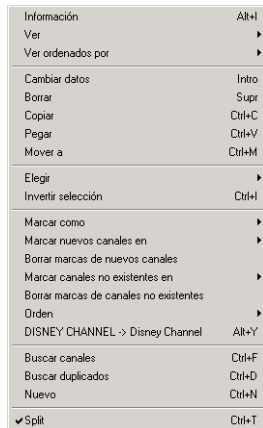 Información Alt+I
Ver
Ver ordenados por
Cambiar datos Intro
Borrar Supr
Copiar Ctrl+C
Pegar Ctrl+V
Mover a Ctrl+M
Elegir
Invertir selección Ctrl+I
Marcar como
Marcar nuevos canales en
Borrar marcas de nuevos canales
Marcar canales no existentes en
Borrar marcas de canales no existentes
Orden
DISNEY CHANNEL -> Disney Channel Alt+Y
Buscar canales Ctrl+F
Buscar duplicados Ctrl+D
Nuevo Ctrl+N
Split Ctrl+T